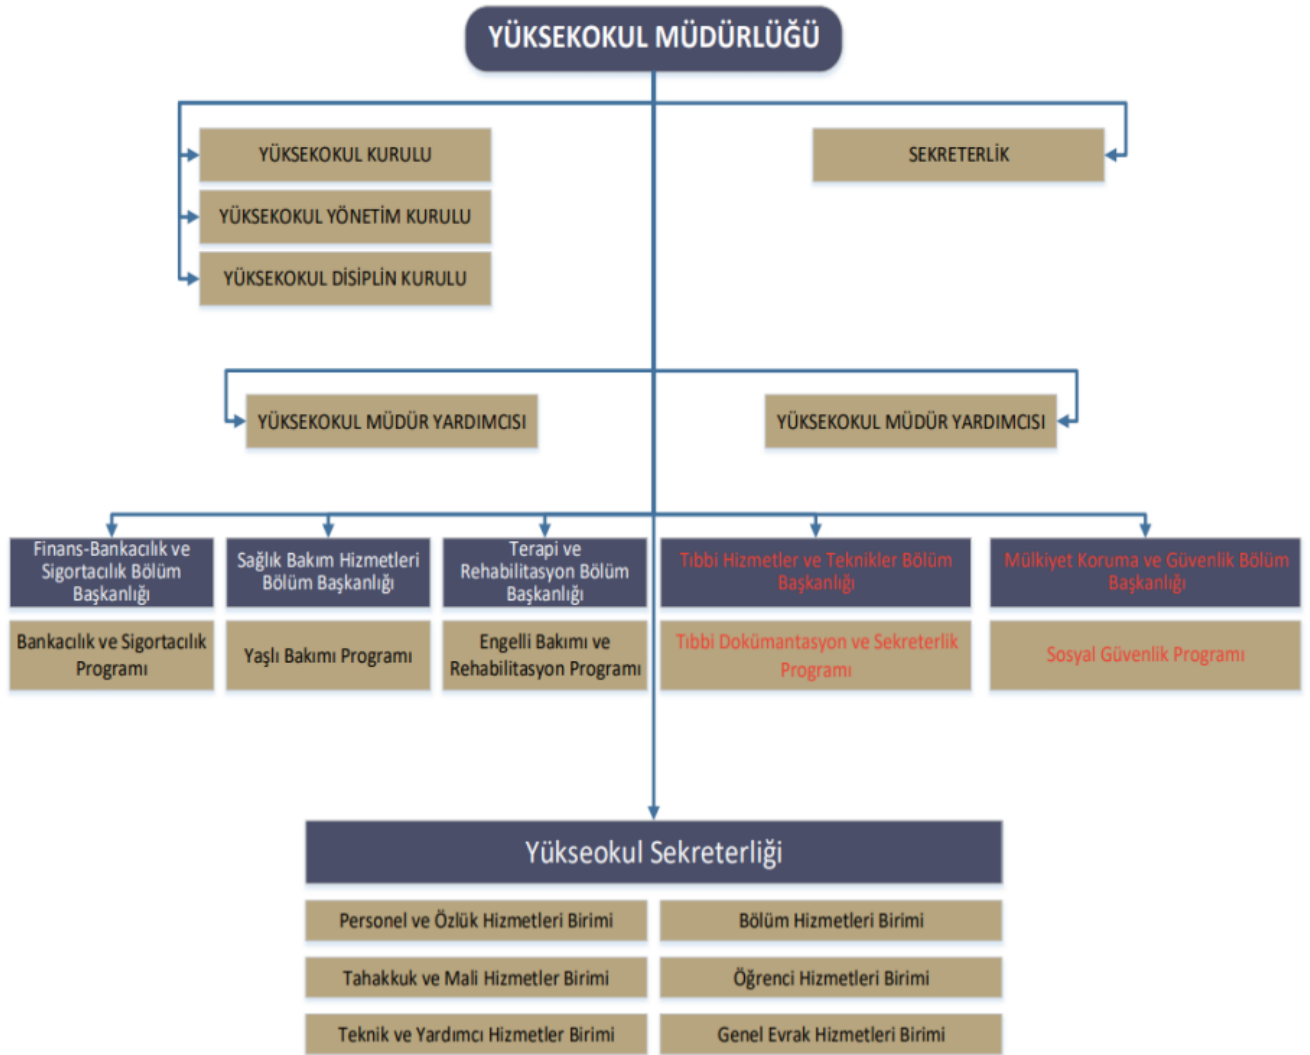 YÜKSEKOKUL MÜDÜRLÜĞÜ
YÜKSEKOKUL KURULU
SEKRETERLİK
YÜKSEKOKUL YÖNETİM KURULU
YÜKSEKOKUL DİSİPLİN KURULU
YÜKSEKOKUL MÜDÜR YARDIMCISI
YÜKSEKOKUL MÜDÜR YARDIMCISI
Finans-Bankacılık ve
Sigortacılık Bölüm
Başkanlığı
Sağlık Bakım Hizmetleri
Bölüm Başkanlığı
Terapi ve
Rehabilitasyon Bölüm
Başkanlığı
Tıbbi Hizmetler ve Teknikler Bölüm
Başkanlığı
Mülkiyet Koruma ve Güvenlik Bölüm
Başkanlığı
Bankacılık ve Sigortacılık
Programı
Yaşlı Bakımı Programı
Engelli Bakımı ve
Rehabilitasyon Programı
Tıbbi Dokümantasyon ve Sekreterlik
Programı
Sosyal Güvenlik Programı
Yükseokul Sekreterliği
Personel ve Özlük Hizmetleri Birimi
Bölüm Hizmetleri Birimi
Tahakkuk ve Mali Hizmetler Birimi
Öğrenci Hizmetleri Birimi
Teknik ve Yardımcı Hizmetler Birimi
Genel Evrak Hizmetleri Birimi